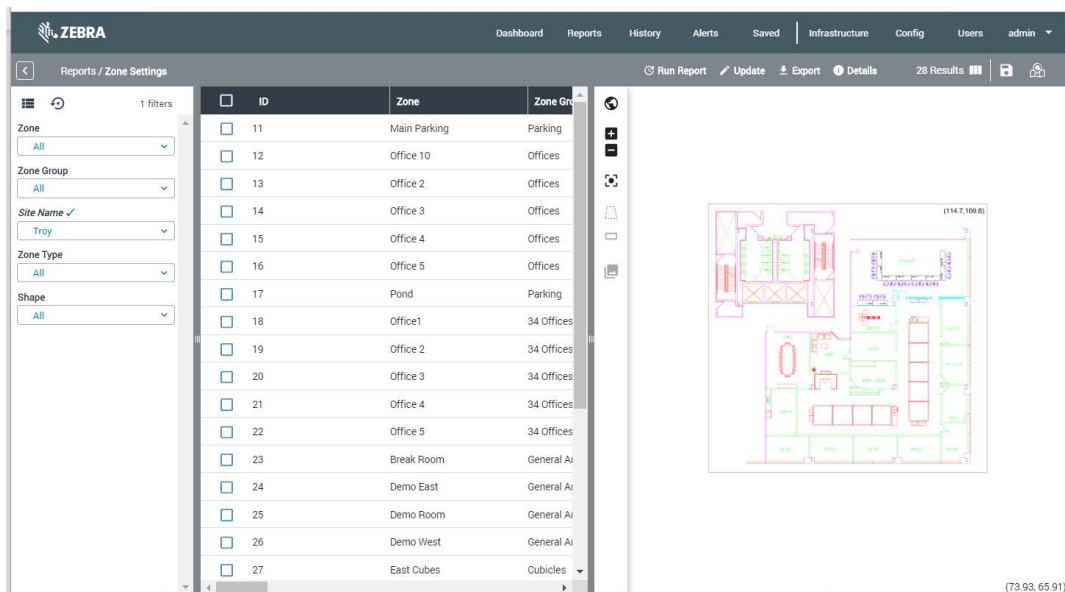 ZEBRA
Dashboard Reports History Alerts Saved Infrastructure Config Users admin
Reports / Zone Settings Run Report Update Export Details 28 Results
1 filters
Zone
All
Zone Group
All
Site Name
Troy
Zone Type
All
Shape
All
ID Zone Zone Gro
11 Main Parking Parking
12 Office 10 Offices
13 Office 2 Offices
14 Office 3 Offices
15 Office 4 Offices
16 Office 5 Offices
17 Pond Parking
18 Office1 34 Offices
19 Office 2 34 Offices
20 Office 3 34 Offices
21 Office 4 34 Offices
22 Office 5 34 Offices
23 Break Room General Ar
24 Demo East General Ar
25 Demo Room General Ar
26 Demo West General Ar
27 East Cubes Cubicles
(114.7,109.6)
(73.93, 65.91)